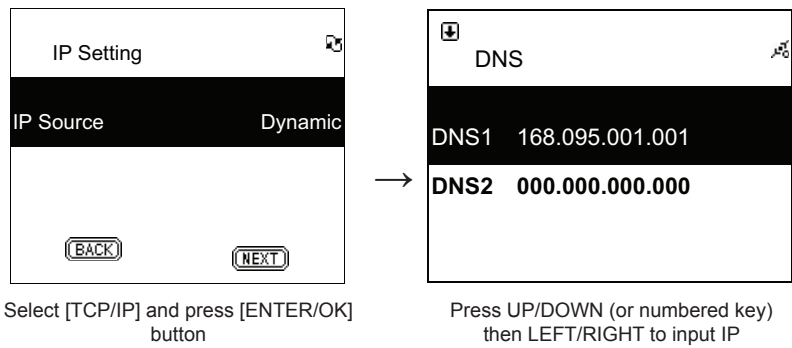 IP Setting
IP Source Dynamic
BACK
NEXT
Select [TCP/IP] and press [ENTER/OK]
button
→
DNS
DNS1 168.095.001.001
DNS2 000.000.000.000
Press UP/DOWN (or numbered key)
then LEFT/RIGHT to input IP